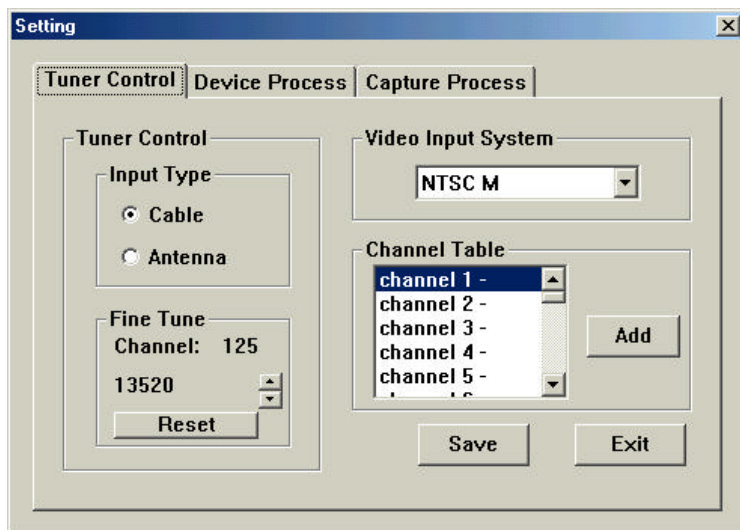 Setting
Tuner Control
Device Process
Capture Process
Tuner Control
Input Type
Cable
Antenna
Fine Tune
Channel: 125
13520
Reset
Video Input System
NTSC M
Channel Table
channel 1 -
channel 2 -
channel 3 -
channel 4 -
channel 5 -
Add
Save
Exit